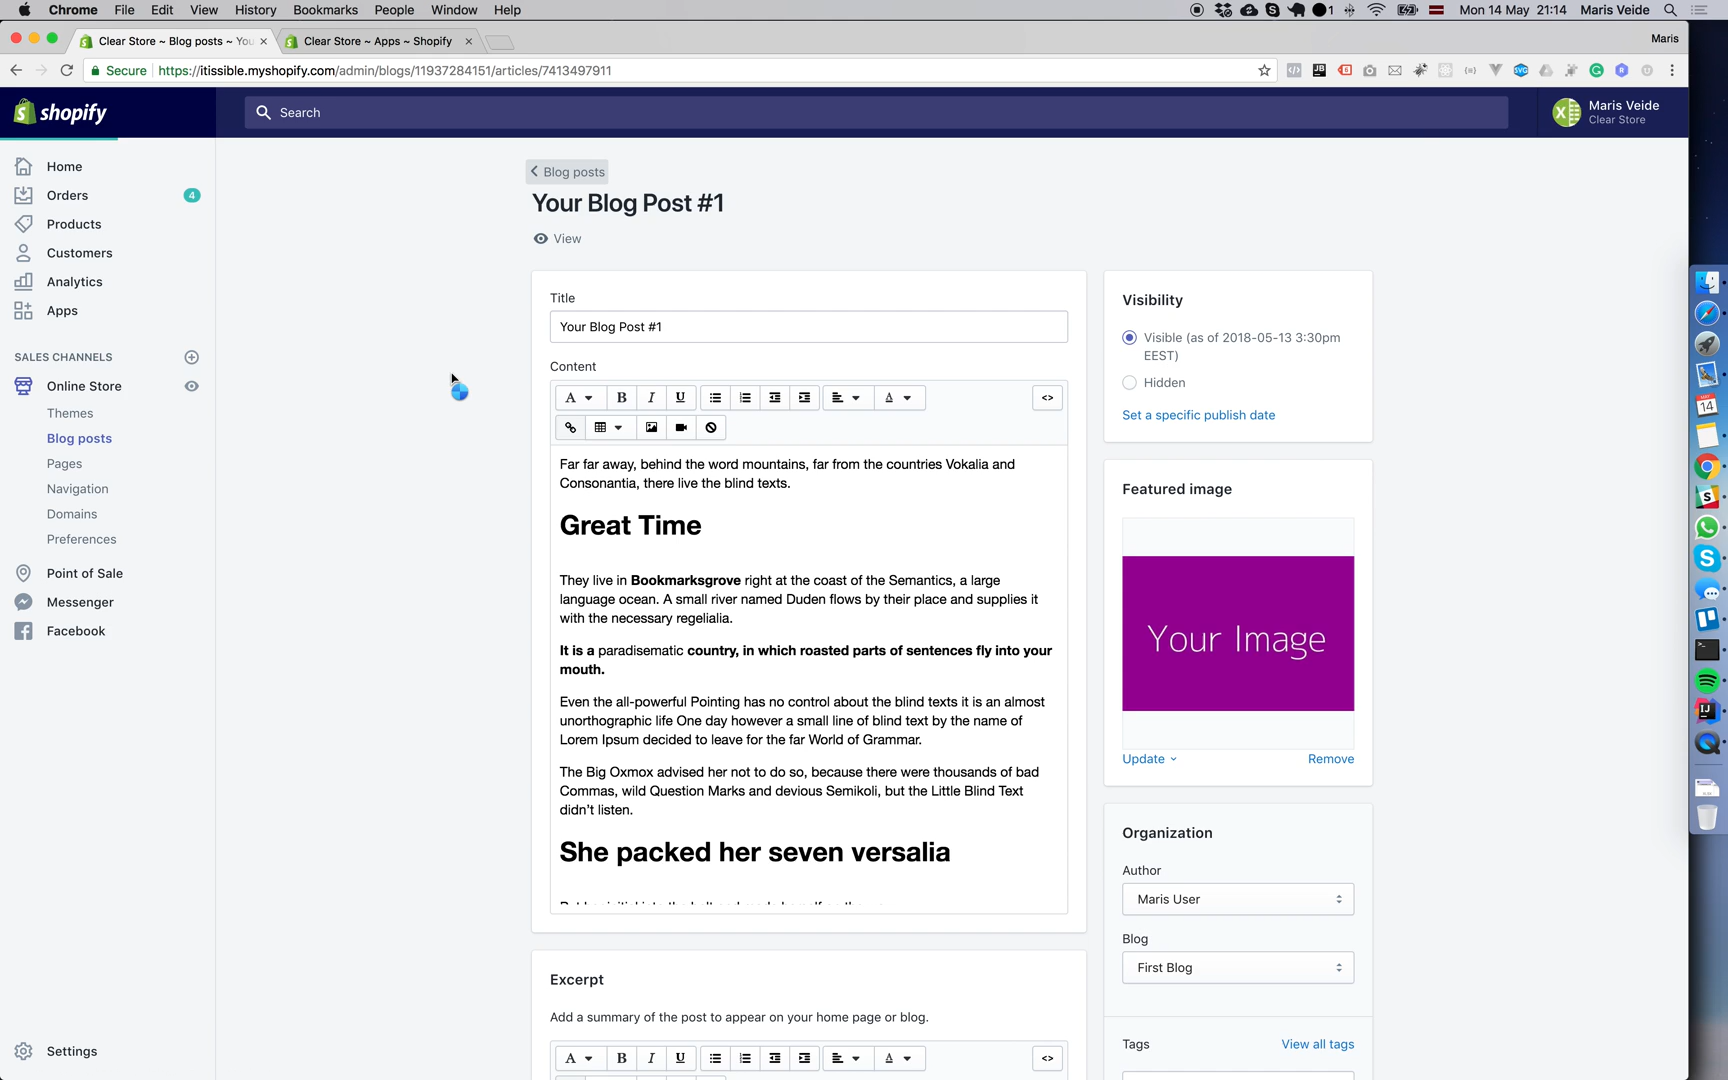 Chrome File Edit View History Bookmarks People Window Help
1 Mon 14 May 21:14 Maris Veide
Clear Store ~ Blog posts ~ You
Clear Store ~ Apps ~ Shopify
Maris
Secure https://itissible.myshopify.com/admin/blogs/11937284151/articles/7413497911
shopify
Search
Maris Veide
Clear Store
Home
Orders 4
Products
Customers
Analytics
Apps
SALES CHANNELS
Online Store
Themes
Blog posts
Pages
Navigation
Domains
Preferences
Point of Sale
Messenger
Facebook
Settings
Blog posts
Your Blog Post #1
View
Title
Your Blog Post #1
Content
A B I U A <>
Far far away, behind the word mountains, far from the countries Vokalia and
Consonantia, there live the blind texts.
Great Time
They live in Bookmarksgrove right at the coast of the Semantics, a large
language ocean. A small river named Duden flows by their place and supplies it
with the necessary regelialia.
It is a paradisematic country, in which roasted parts of sentences fly into your
mouth.
Even the all-powerful Pointing has no control about the blind texts it is an almost
unorthographic life One day however a small line of blind text by the name of
Lorem Ipsum decided to leave for the far World of Grammar.
The Big Oxmox advised her not to do so, because there were thousands of bad
Commas, wild Question Marks and devious Semikoli, but the Little Blind Text
didn’t listen.
She packed her seven versalia
Excerpt
Add a summary of the post to appear on your home page or blog.
A B I U A <>
Visibility
Visible (as of 2018-05-13 3:30pm
EEST)
Hidden
Set a specific publish date
Featured image
Your Image
Update Remove
Organization
Author
Maris User
Blog
First Blog
Tags View all tags